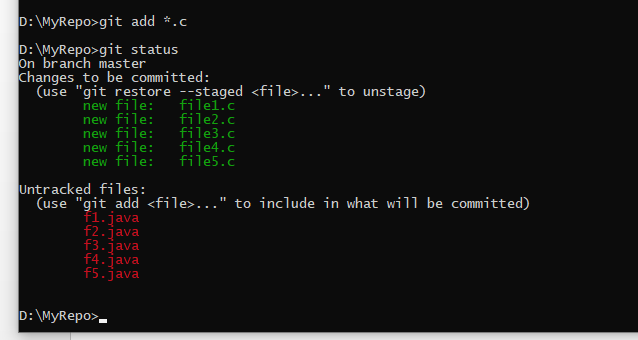 D:\MyRepo>git add *.c
D:\MyRepo>git status
On branch master
Changes to be committed:
  (use "git restore --staged <file>..." to unstage)
        new file:   file1.c
        new file:   file2.c
        new file:   file3.c
        new file:   file4.c
        new file:   file5.c
Untracked files:
  (use "git add <file>..." to include in what will be committed)
        f1.java
        f2.java
        f3.java
        f4.java
        f5.java
D:\MyRepo>